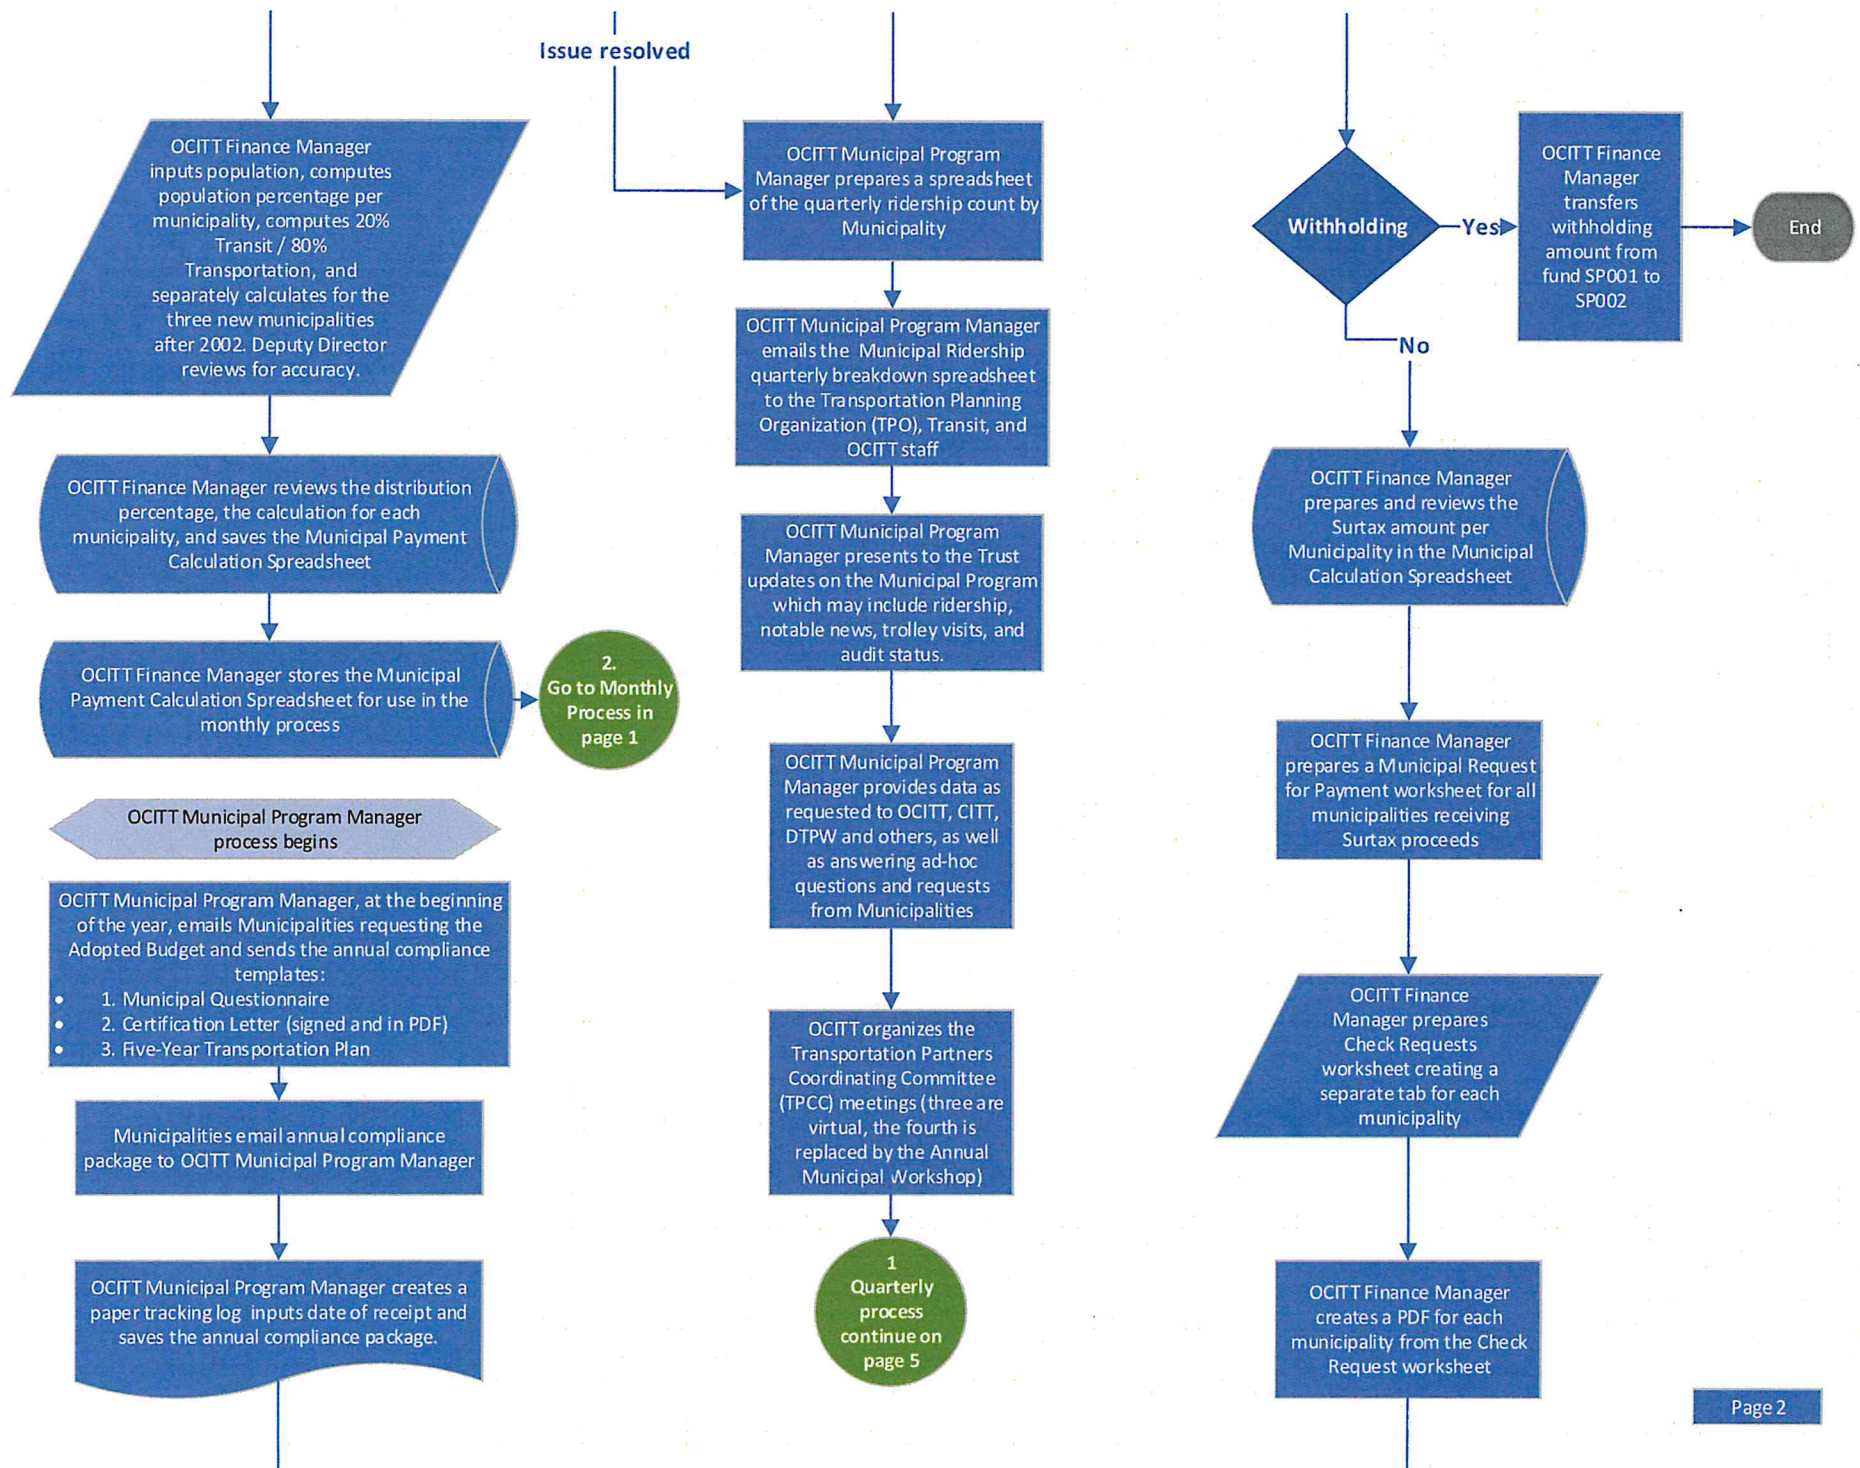 OCITT Finance Manager
inputs population, computes
population percentage per
municipality, computes 20%
Transit / 80%
Transportation, and
separately calculates for the
three new municipalities
after 2002. Deputy Director
reviews for accuracy.
OCITT Finance Manager reviews the distribution
percentage, the calculation for each
municipality, and saves the Municipal Payment
Calculation Spreadsheet
OCITT Finance Manager stores the Municipal
Payment Calculation Spreadsheet for use in the
monthly process
2.
Go to Monthly
Process in
page 1
OCITT Municipal Program Manager
process begins
OCITT Municipal Program Manager, at the beginning
of the year, emails Municipalities requesting the
Adopted Budget and sends the annual compliance
templates:
• 1. Municipal Questionnaire
• 2. Certification Letter (signed and in PDF)
• 3. Five-Year Transportation Plan
Municipalities email annual compliance
package to OCITT Municipal Program Manager
OCITT Municipal Program Manager creates a
paper tracking log inputs date of receipt and
saves the annual compliance package.
Issue resolved
OCITT Municipal Program
Manager prepares a spreadsheet
of the quarterly ridership count by
Municipality
OCITT Municipal Program Manager
emails the Municipal Ridership
quarterly breakdown spreadsheet
to the Transportation Planning
Organization (TPO), Transit, and
OCITT staff
OCITT Municipal Program
Manager presents to the Trust
updates on the Municipal Program
which may include ridership,
notable news, trolley visits, and
audit status.
OCITT Municipal Program
Manager provides data as
requested to OCITT, CITT,
DTPW and others, as well
as answering ad-hoc
questions and requests
from Municipalities
OCITT organizes the
Transportation Partners
Coordinating Committee
(TPCC) meetings (three are
virtual, the fourth is
replaced by the Annual
Municipal Workshop)
1
Quarterly
process
continue on
page 5
Withholding
Yes
OCITT Finance
Manager
transfers
withholding
amount from
fund SP001 to
SP002
End
No
OCITT Finance Manager
prepares and reviews the
Surtax amount per
Municipality in the Municipal
Calculation Spreadsheet
OCITT Finance Manager
prepares a Municipal Request
for Payment worksheet for all
municipalities receiving
Surtax proceeds
OCITT Finance
Manager prepares
Check Requests
worksheet creating a
separate tab for each
municipality
OCITT Finance Manager
creates a PDF for each
municipality from the Check
Request worksheet
Page 2